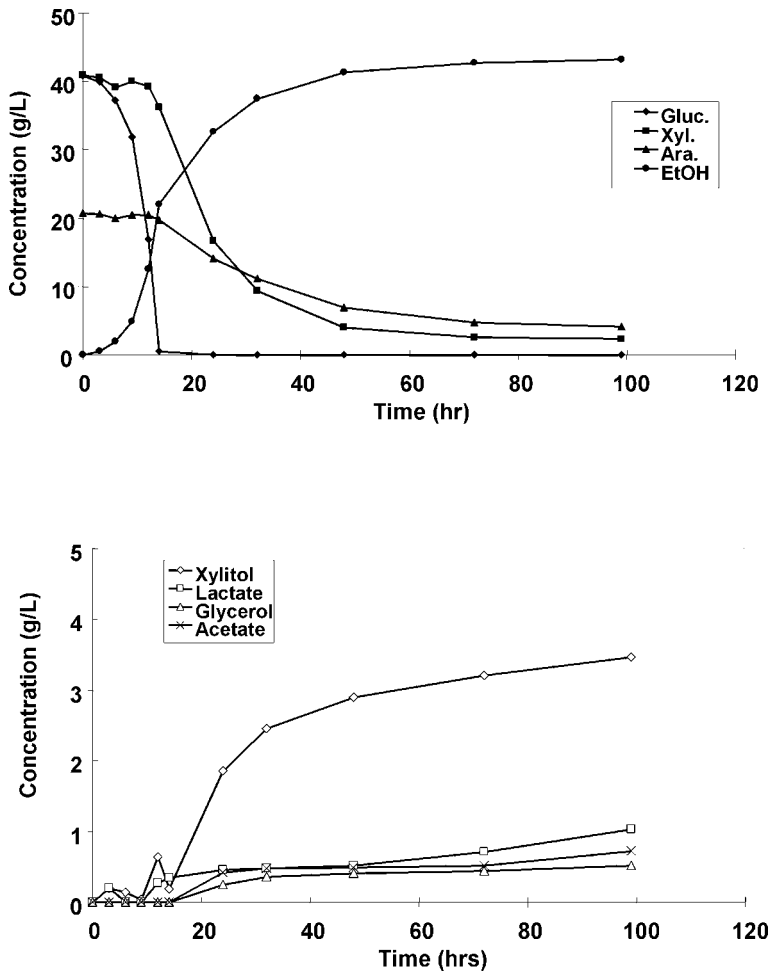 50
40
30
20
10
0
Concentration (g/L)
Gluc.
Xyl.
Ara.
EtOH
0 20 40 60 80 100 120
Time (hr)
5
4
3
2
1
0
Concentration (g/L)
Xylitol
Lactate
Glycerol
Acetate
0 20 40 60 80 100 120
Time (hrs)